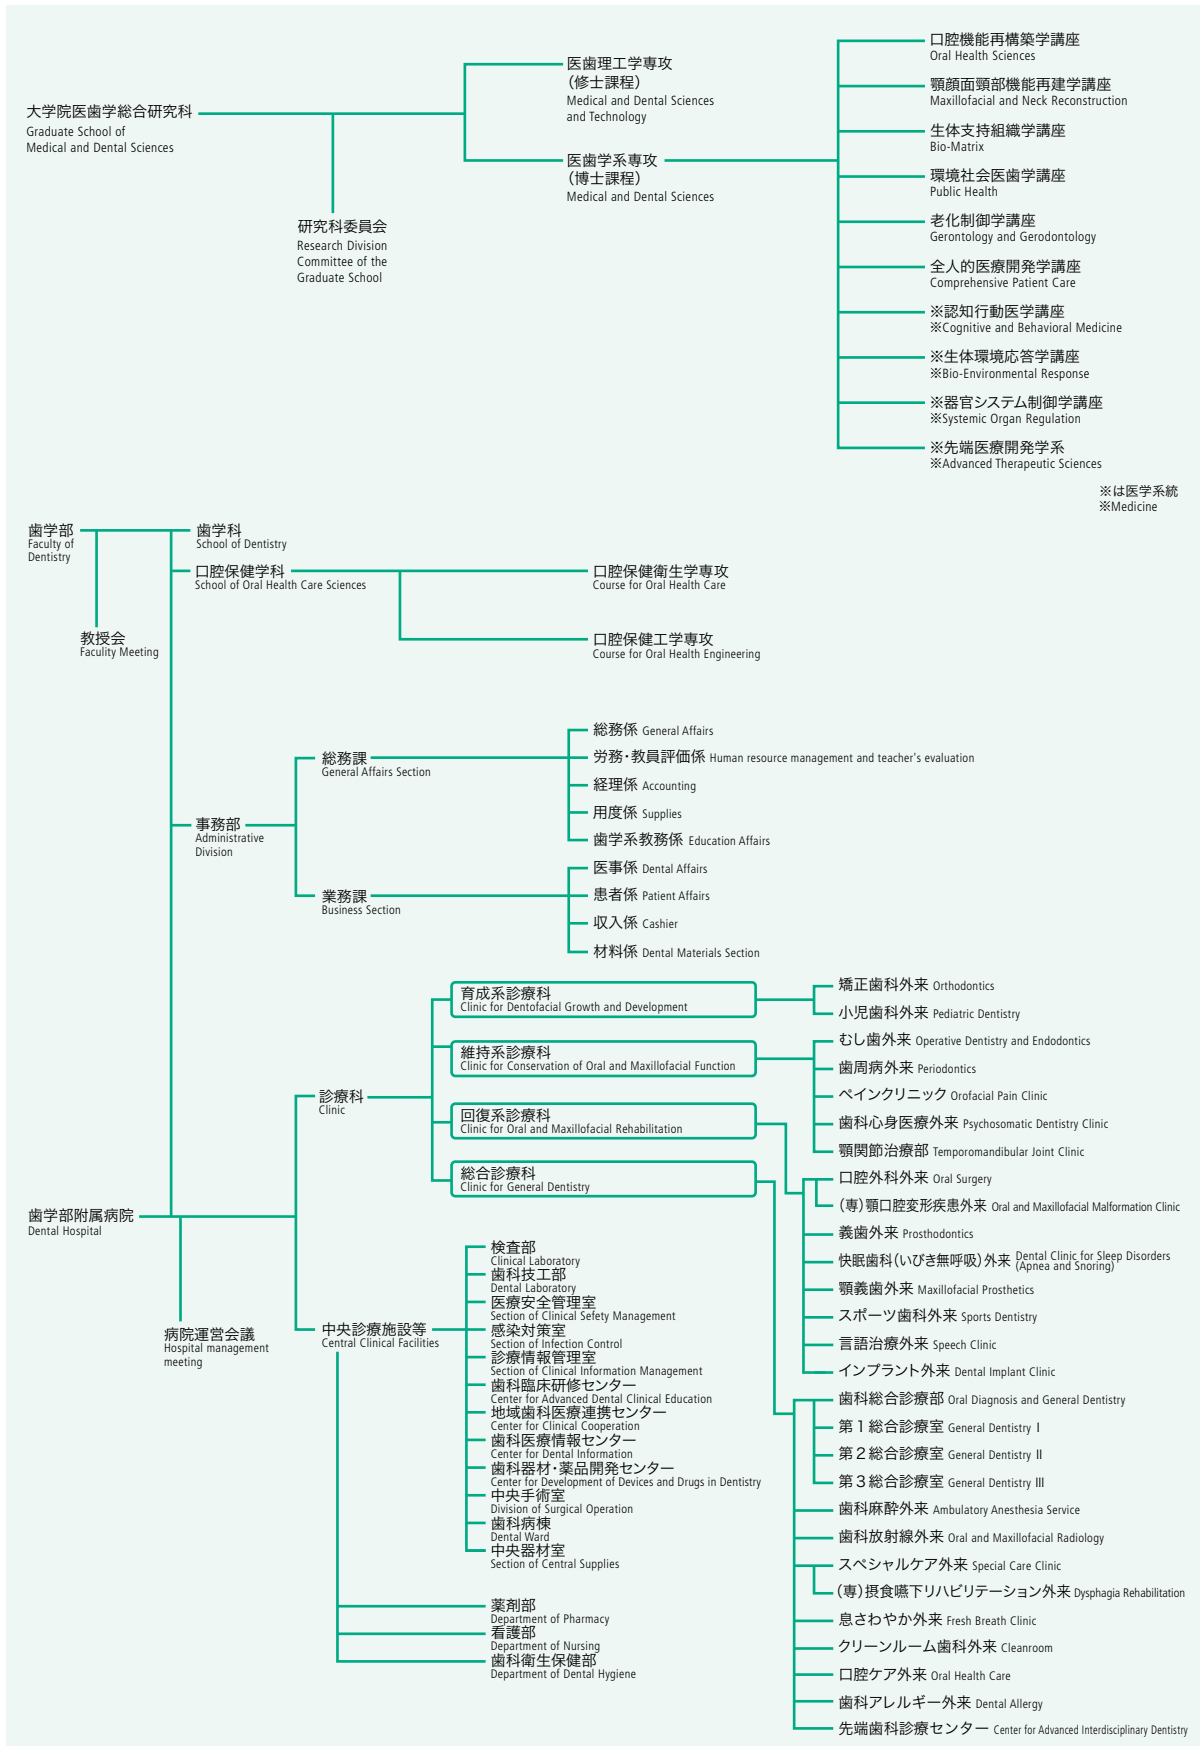 大学院医歯学総合研究科
Graduate School of
Medical and Dental Sciences
研究科委員会
Research Division
Committee of the
Graduate School
医歯理工学専攻
(修士課程)
Medical and Dental Sciences
and Technology
医歯学系専攻
(博士課程)
Medical and Dental Sciences
口腔機能再構築学講座
Oral Health Sciences
顎顔面頸部機能再建学講座
Maxillofacial and Neck Reconstruction
生体支持組織学講座
Bio-Matrix
環境社会医歯学講座
Public Health
老化制御学講座
Gerontology and Gerodontology
全人的医療開発学講座
Comprehensive Patient Care
※認知行動医学講座
※Cognitive and Behavioral Medicine
※生体環境応答学講座
※Bio-Environmental Response
※器官システム制御学講座
※Systemic Organ Regulation
※先端医療開発学系
※Advanced Therapeutic Sciences
※は医学系統
※Medicine
歯学部
Faculty of
Dentistry
教授会
Faculity Meeting
歯学科
School of Dentistry
口腔保健学科
School of Oral Health Care Sciences
口腔保健衛生学専攻
Course for Oral Health Care
口腔保健工学専攻
Course for Oral Health Engineering
事務部
Administrative
Division
総務課
General Affairs Section
総務係 General Affairs
労務・教員評価係 Human resource management and teacher's evaluation
経理係 Accounting
用度係 Supplies
歯学系教務係 Education Affairs
業務課
Business Section
医事係 Dental Affairs
患者係 Patient Affairs
収入係 Cashier
材料係 Dental Materials Section
歯学部附属病院
Dental Hospital
病院運営会議
Hospital management
meeting
診療科
Clinic
育成系診療科
Clinic for Dentofacial Growth and Development
維持系診療科
Clinic for Conservation of Oral and Maxillofacial Function
回復系診療科
Clinic for Oral and Maxillofacial Rehabilitation
総合診療科
Clinic for General Dentistry
矯正歯科外来 Orthodontics
小児歯科外来 Pediatric Dentistry
むし歯外来 Operative Dentistry and Endodontics
歯周病外来 Periodontics
ペインクリニック Orofacial Pain Clinic
歯科心身医療外来 Psychosomatic Dentistry Clinic
顎関節治療部 Temporomandibular Joint Clinic
口腔外科外来 Oral Surgery
(専)顎口腔変形疾患外来 Oral and Maxillofacial Malformation Clinic
義歯外来 Prosthodontics
快眠歯科(いびき無呼吸)外来 Dental Clinic for Sleep Disorders
(Apnea and Snoring)
顎義歯外来 Maxillofacial Prosthetics
スポーツ歯科外来 Sports Dentistry
言語治療外来 Speech Clinic
インプラント外来 Dental Implant Clinic
歯科総合診療部 Oral Diagnosis and General Dentistry
第1総合診療室 General Dentistry I
第2総合診療室 General Dentistry II
第3総合診療室 General Dentistry III
歯科麻酔外来 Ambulatory Anesthesia Service
歯科放射線外来 Oral and Maxillofacial Radiology
スペシャルケア外来 Special Care Clinic
(専)摂食嚥下リハビリテーション外来 Dysphagia Rehabilitation
息さわやか外来 Fresh Breath Clinic
クリーンルーム歯科外来 Cleanroom
口腔ケア外来 Oral Health Care
歯科アレルギー外来 Dental Allergy
先端歯科診療センター Center for Advanced Interdisciplinary Dentistry
中央診療施設等
Central Clinical Facilities
検査部
Clinical Laboratory
歯科技工部
Dental Laboratory
医療安全管理室
Section of Clinical Sefety Management
感染対策室
Section of Infection Control
診療情報管理室
Section of Clinical Information Management
歯科臨床研修センター
Center for Advanced Dental Clinical Education
地域歯科医療連携センター
Center for Clinical Cooperation
歯科医療情報センター
Center for Dental Information
歯科器材・薬品開発センター
Center for Development of Devices and Drugs in Dentistry
中央手術室
Division of Surgical Operation
歯科病棟
Dental Ward
中央器材室
Section of Central Supplies
薬剤部
Department of Pharmacy
看護部
Department of Nursing
歯科衛生保健部
Department of Dental Hygiene